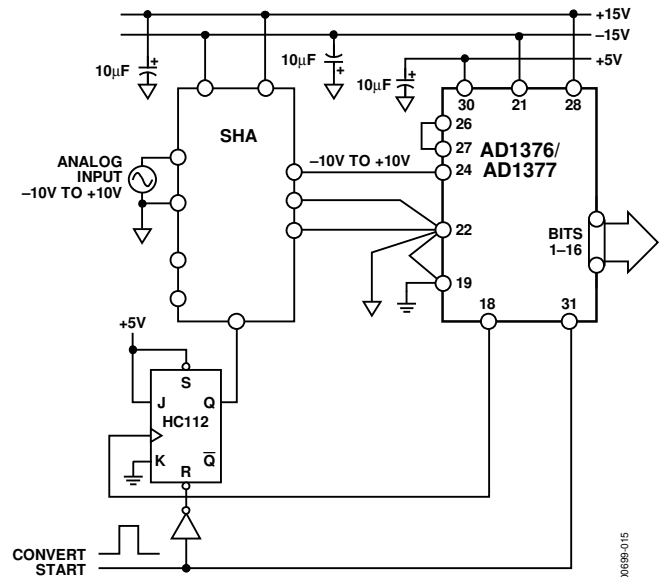 +15V
–15V
+5V
10μF
10μF
10μF
30
21
28
SHA
26
27
24
AD1376/
AD1377
ANALOG
INPUT
–10V TO +10V
–10V TO +10V
22
BITS
1–16
19
18
31
+5V
S
J
Q
HC112
K
Q
R
CONVERT
START
00699-015